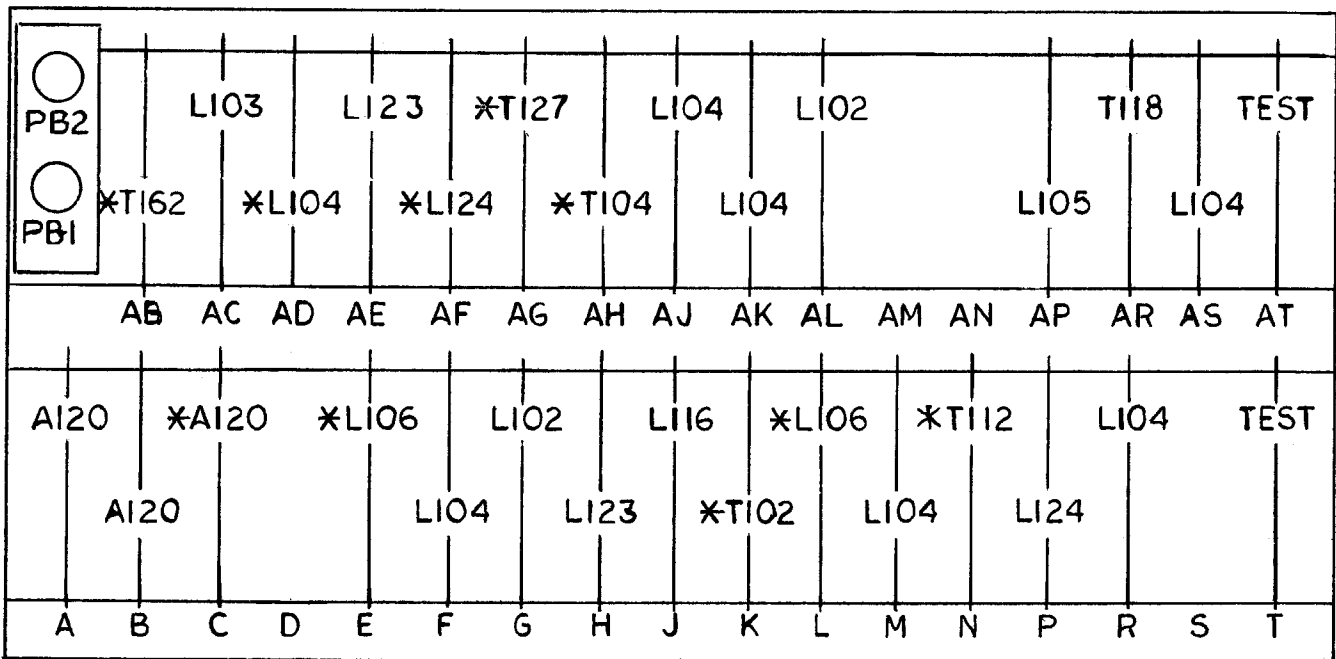 PB2 L103 L123 *T127 L104 L102 T118 TEST
PB1 *T162 *L104 *L124 *T104 L104 L105 L104
AB AC AD AE AF AG AH AJ AK AL AM AN AP AR AS AT
A120 *A120 *L106 L102 L116 *L106 *T112 L104 TEST
A120 L104 L123 *T102 L104 L124
A B C D E F G H J K L M N P R S T